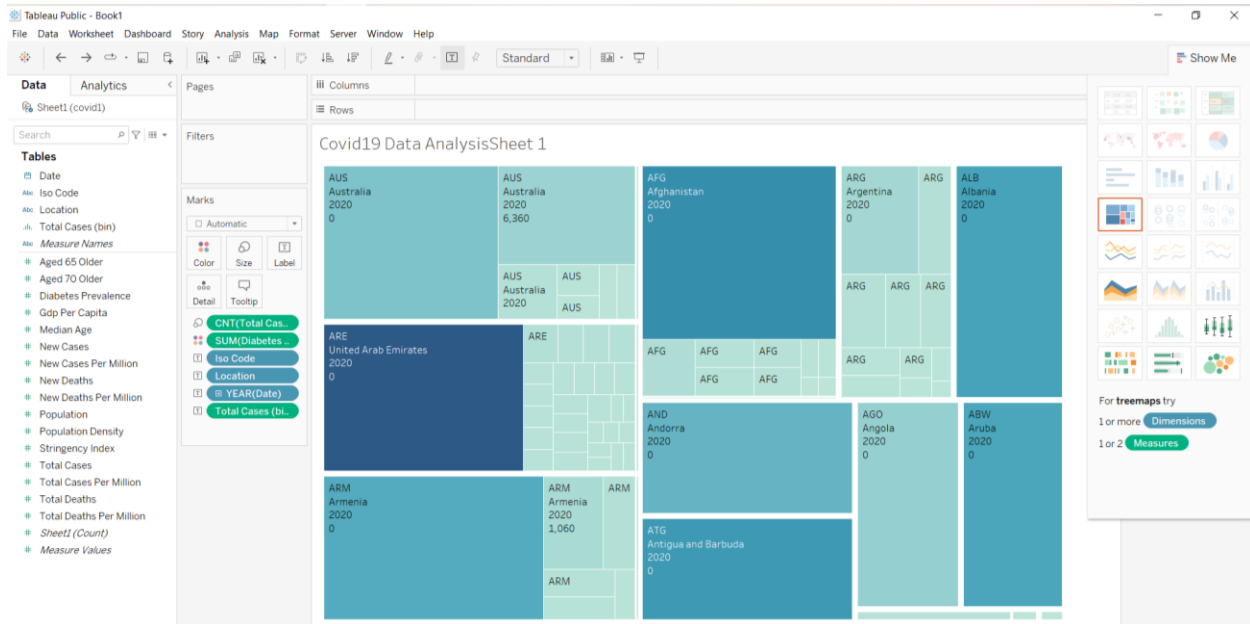 Tableau Public - Book1
File Data Worksheet Dashboard Story Analysis Map Format Server Window Help
Standard
Show Me
Data Analytics
Sheet1 (covid1)
Search
Tables
Date
Abc Iso Code
Abc Location
Total Cases (bin)
Abc Measure Names
# Aged 65 Older
# Aged 70 Older
# Diabetes Prevalence
# Gdp Per Capita
# Median Age
# New Cases
# New Cases Per Million
# New Deaths
# New Deaths Per Million
# Population
# Population Density
# Stringency Index
# Total Cases
# Total Cases Per Million
# Total Deaths
# Total Deaths Per Million
# Sheet1 (Count)
# Measure Values
Pages
Filters
Marks
Automatic
Color Size Label
Detail Tooltip
CNT(Total Cas..
SUM(Diabetes ..
Iso Code
Location
YEAR(Date)
Total Cases (bi..
Columns
Rows
Covid19 Data AnalysisSheet 1
AUS
Australia
2020
0
AUS
Australia
2020
6,360
AUS
Australia
2020
AUS
AUS
ARE
United Arab Emirates
2020
0
ARE
ARM
Armenia
2020
0
ARM
Armenia
2020
1,060
ARM
ARM
AFG
Afghanistan
2020
0
AFG AFG AFG
AFG AFG
ARG
Argentina
2020
0
ARG
ARG ARG ARG
ARG ARG
ALB
Albania
2020
0
AND
Andorra
2020
0
ATG
Antigua and Barbuda
2020
0
AGO
Angola
2020
0
ABW
Aruba
2020
0
For treemaps try
1 or more Dimensions
1 or 2 Measures